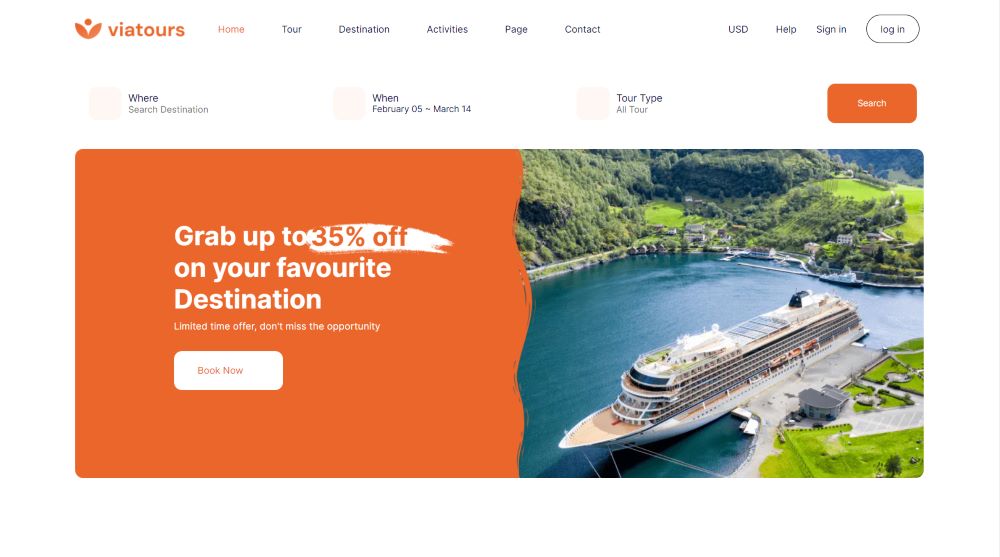 viatours
Home
Tour
Destination
Activities
Page
Contact
USD
Help
Sign in
log in
Where
Search Destination
When
February 05 ~ March 14
Tour Type
All Tour
Search
Grab up to 35% off
on your favourite
Destination
Limited time offer, don't miss the opportunity
Book Now